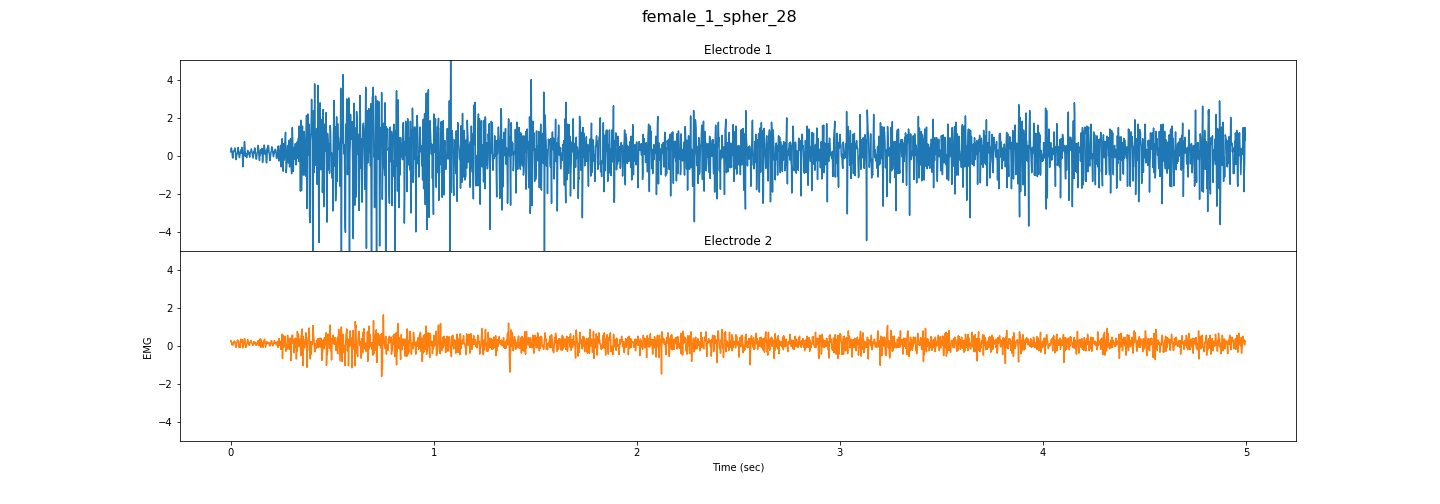 female_1_spher_28
Electrode 1
4
2
0
−2
−4
Electrode 2
4
2
0
−2
−4
EMG
0 1 2 3 4 5
Time (sec)